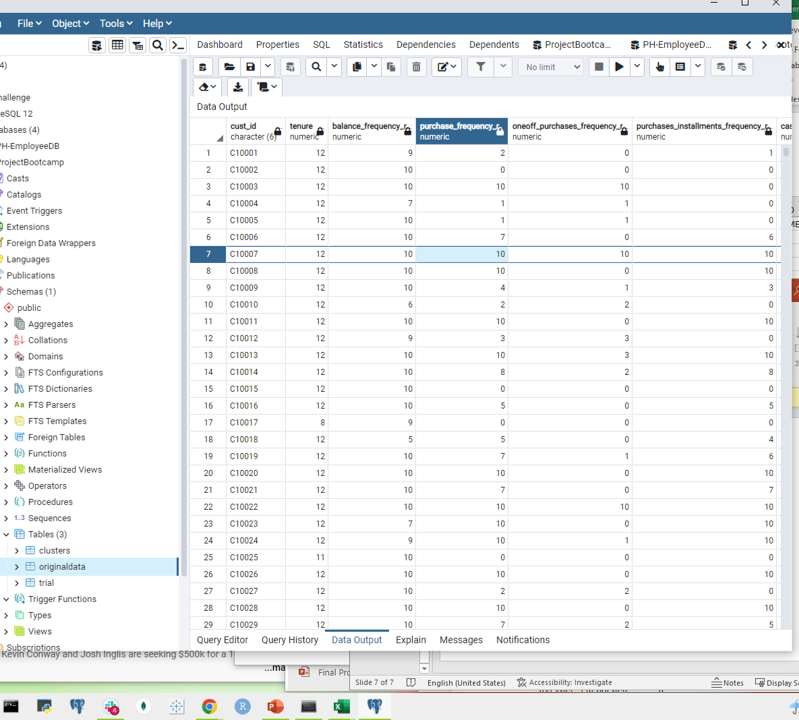 File Object Tools Help
Dashboard Properties SQL Statistics Dependencies Dependents ProjectBootca... PH-EmployeeD...
No limit
Data Output
4)
hallenge
eSQL 12
abases (4)
PH-EmployeeDB
ProjectBootcamp
Casts
Catalogs
Event Triggers
Extensions
Foreign Data Wrappers
Languages
Publications
Schemas (1)
public
Aggregates
Collations
Domains
FTS Configurations
FTS Dictionaries
Aa FTS Parsers
FTS Templates
Foreign Tables
Functions
Materialized Views
Operators
Procedures
1..3 Sequences
Tables (3)
clusters
originaldata
trial
Trigger Functions
Types
Views
Subscriptions
cust_id tenure balance_frequency_r purchase_frequency_r oneoff_purchases_frequency_r purchases_installments_frequency_r cas
character (6) numeric numeric numeric numeric numeric num
1 C10001 12 9 2 0 1
2 C10002 12 10 0 0 0
3 C10003 12 10 10 10 0
4 C10004 12 7 1 1 0
5 C10005 12 10 1 1 0
6 C10006 12 10 7 0 6
7 C10007 12 10 10 10 10
8 C10008 12 10 10 0 10
9 C10009 12 10 4 1 3
10 C10010 12 6 2 2 0
11 C10011 12 10 10 0 10
12 C10012 12 9 3 3 0
13 C10013 12 10 10 3 10
14 C10014 12 10 8 2 8
15 C10015 12 10 0 0 0
16 C10016 12 10 5 0 5
17 C10017 8 9 0 0 0
18 C10018 12 5 5 0 4
19 C10019 12 10 7 1 6
20 C10020 12 10 10 0 10
21 C10021 12 10 7 0 7
22 C10022 12 10 10 10 10
23 C10023 12 7 10 0 10
24 C10024 12 9 10 1 10
25 C10025 11 10 0 0 0
26 C10026 12 10 10 0 10
27 C10027 12 10 2 2 0
28 C10028 12 10 10 0 10
29 C10029 12 10 7 2 5
Query Editor Query History Data Output Explain Messages Notifications
Kevin Conway and Josh Inglis are seeking $500k for a 1
...ma
Final Pro
Slide 7 of 7 English (United States) Accessibility: Investigate Notes Display S